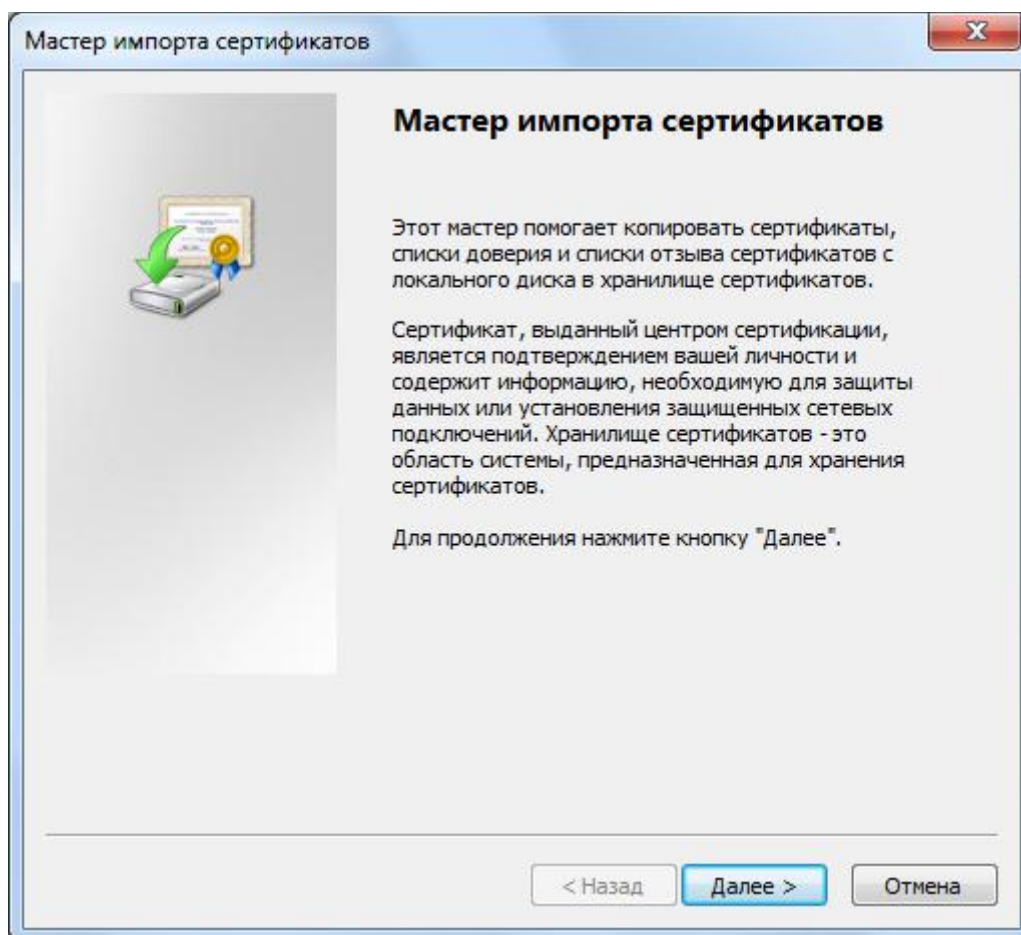 Мастер импорта сертификатов
Мастер импорта сертификатов
Этот мастер помогает копировать сертификаты,
списки доверия и списки отзыва сертификатов с
локального диска в хранилище сертификатов.
Сертификат, выданный центром сертификации,
является подтверждением вашей личности и
содержит информацию, необходимую для защиты
данных или установления защищенных сетевых
подключений. Хранилище сертификатов - это
область системы, предназначенная для хранения
сертификатов.
Для продолжения нажмите кнопку "Далее".
< Назад Далее > Отмена